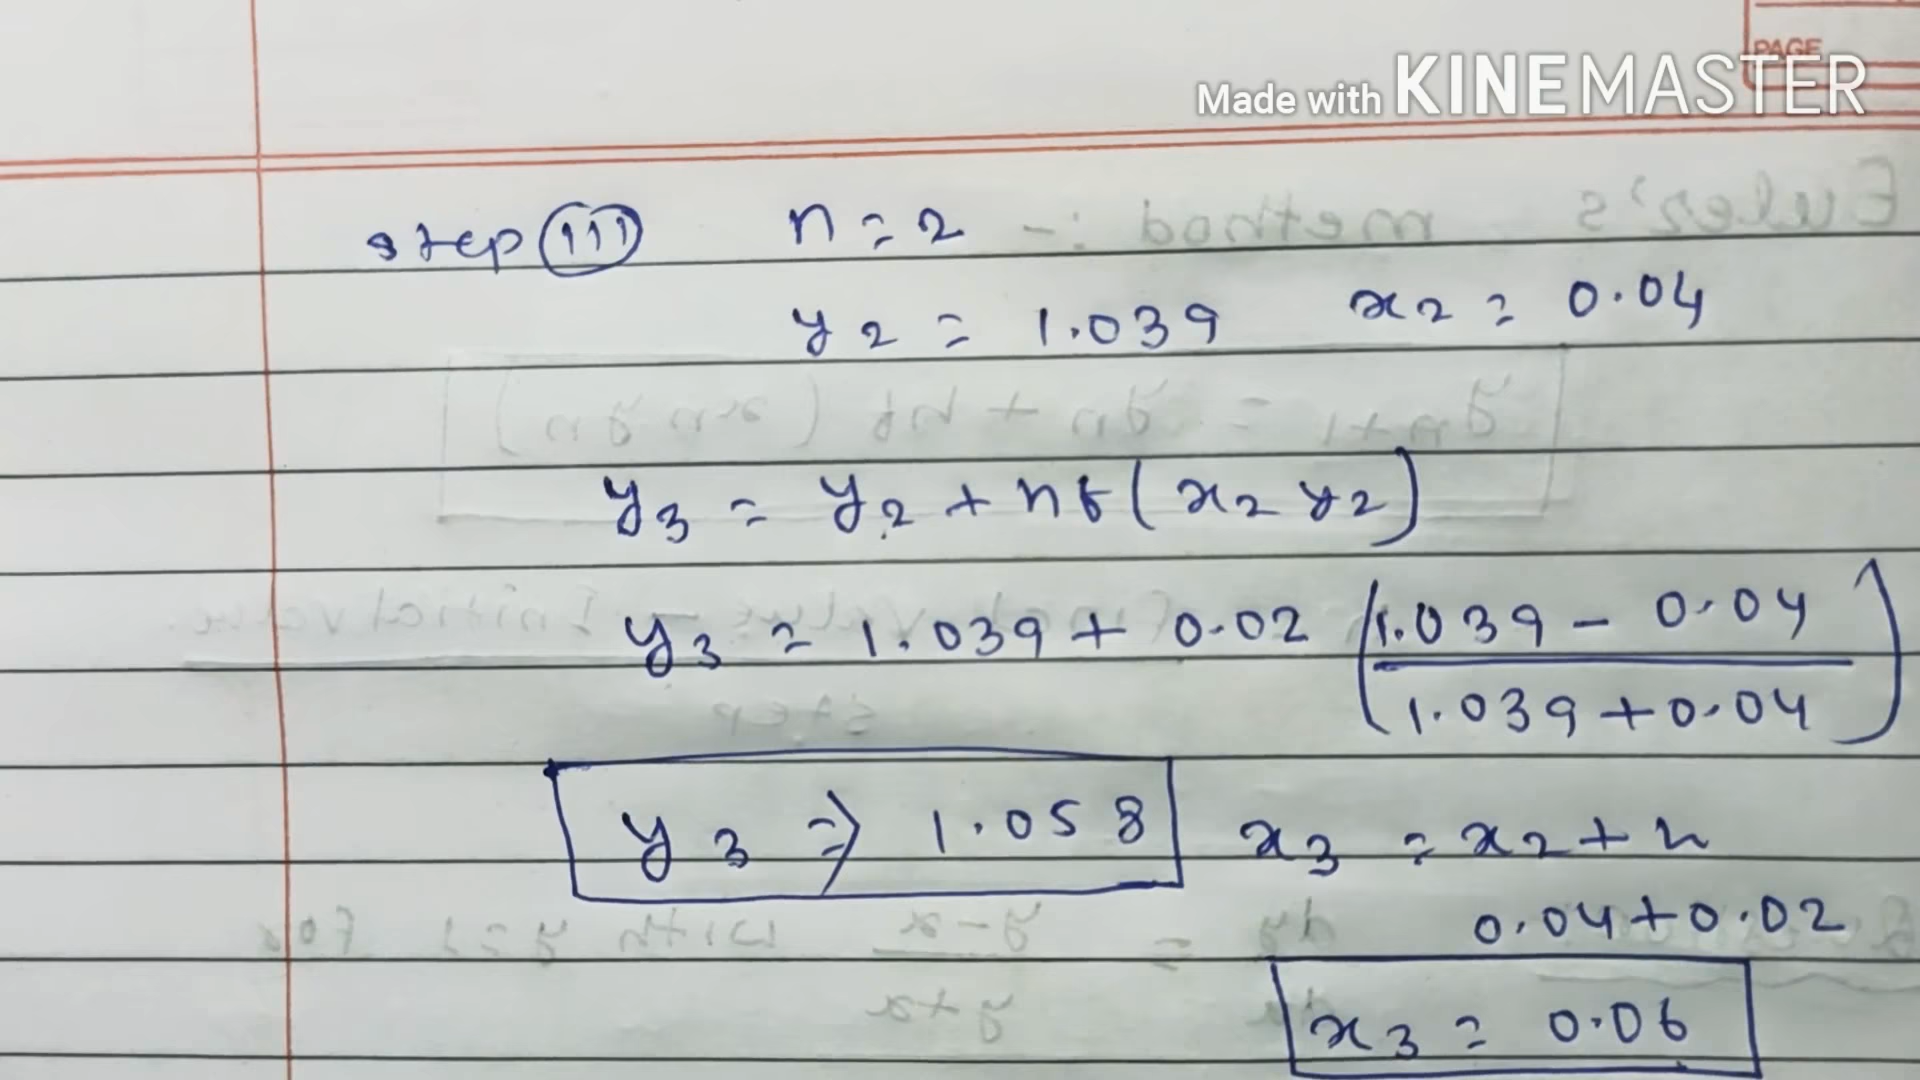 PAGE
Made with KINEMASTER
step (III) n = 2
y2 = 1.039 x2 = 0.04
y3 = y2 + hf(x2 y2)
y3 = 1.039 + 0.02 (1.039 - 0.04
1.039 + 0.04)
y3 ⇒ 1.058 x3 = x2 + h
0.04 + 0.02
x3 = 0.06